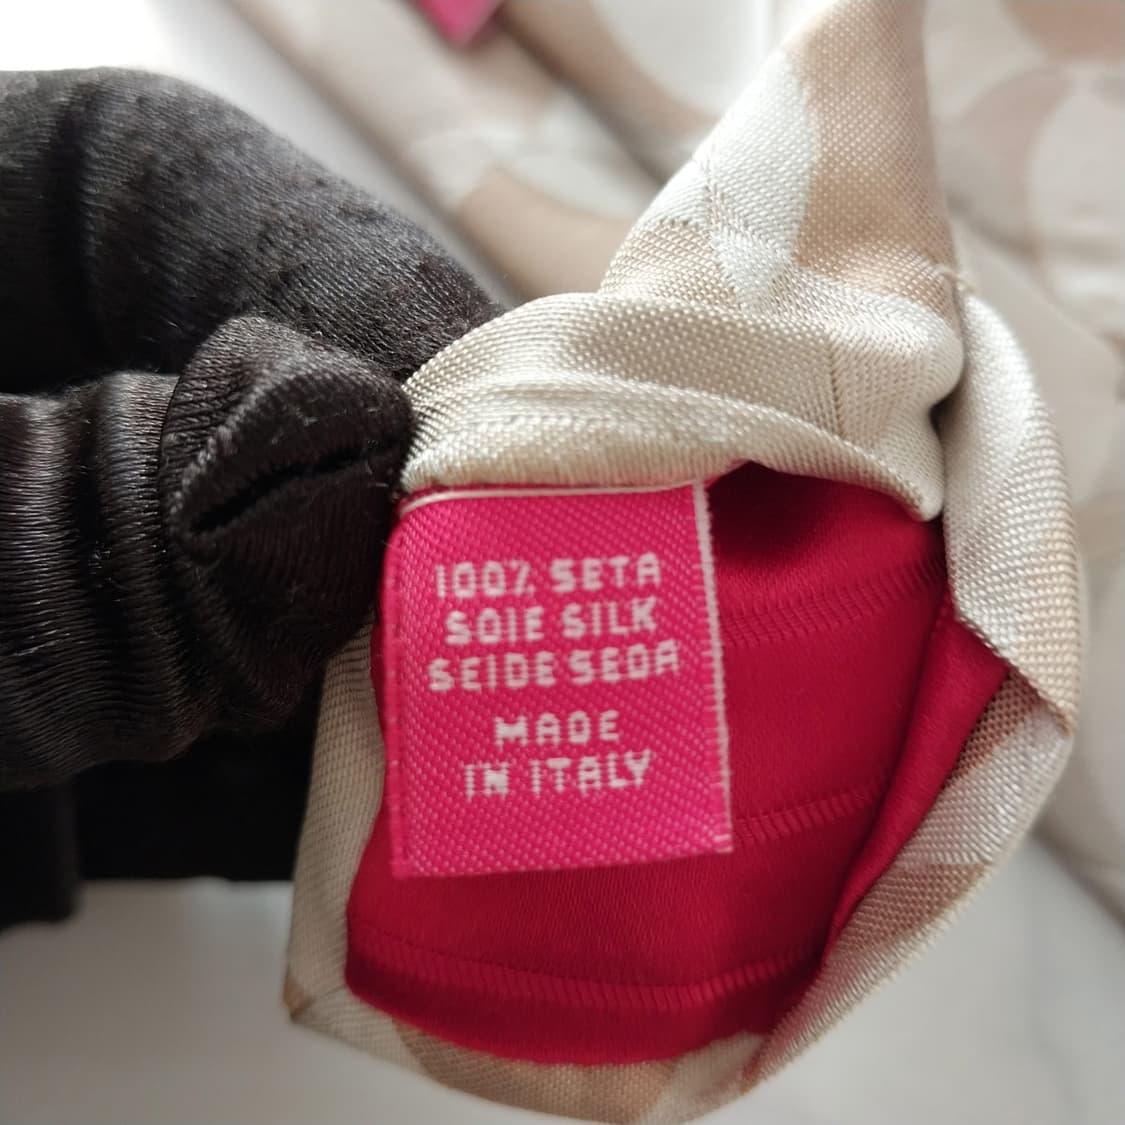 100% SETA
SOIE SILK
SEIDE SEDA
MADE
IN ITALY